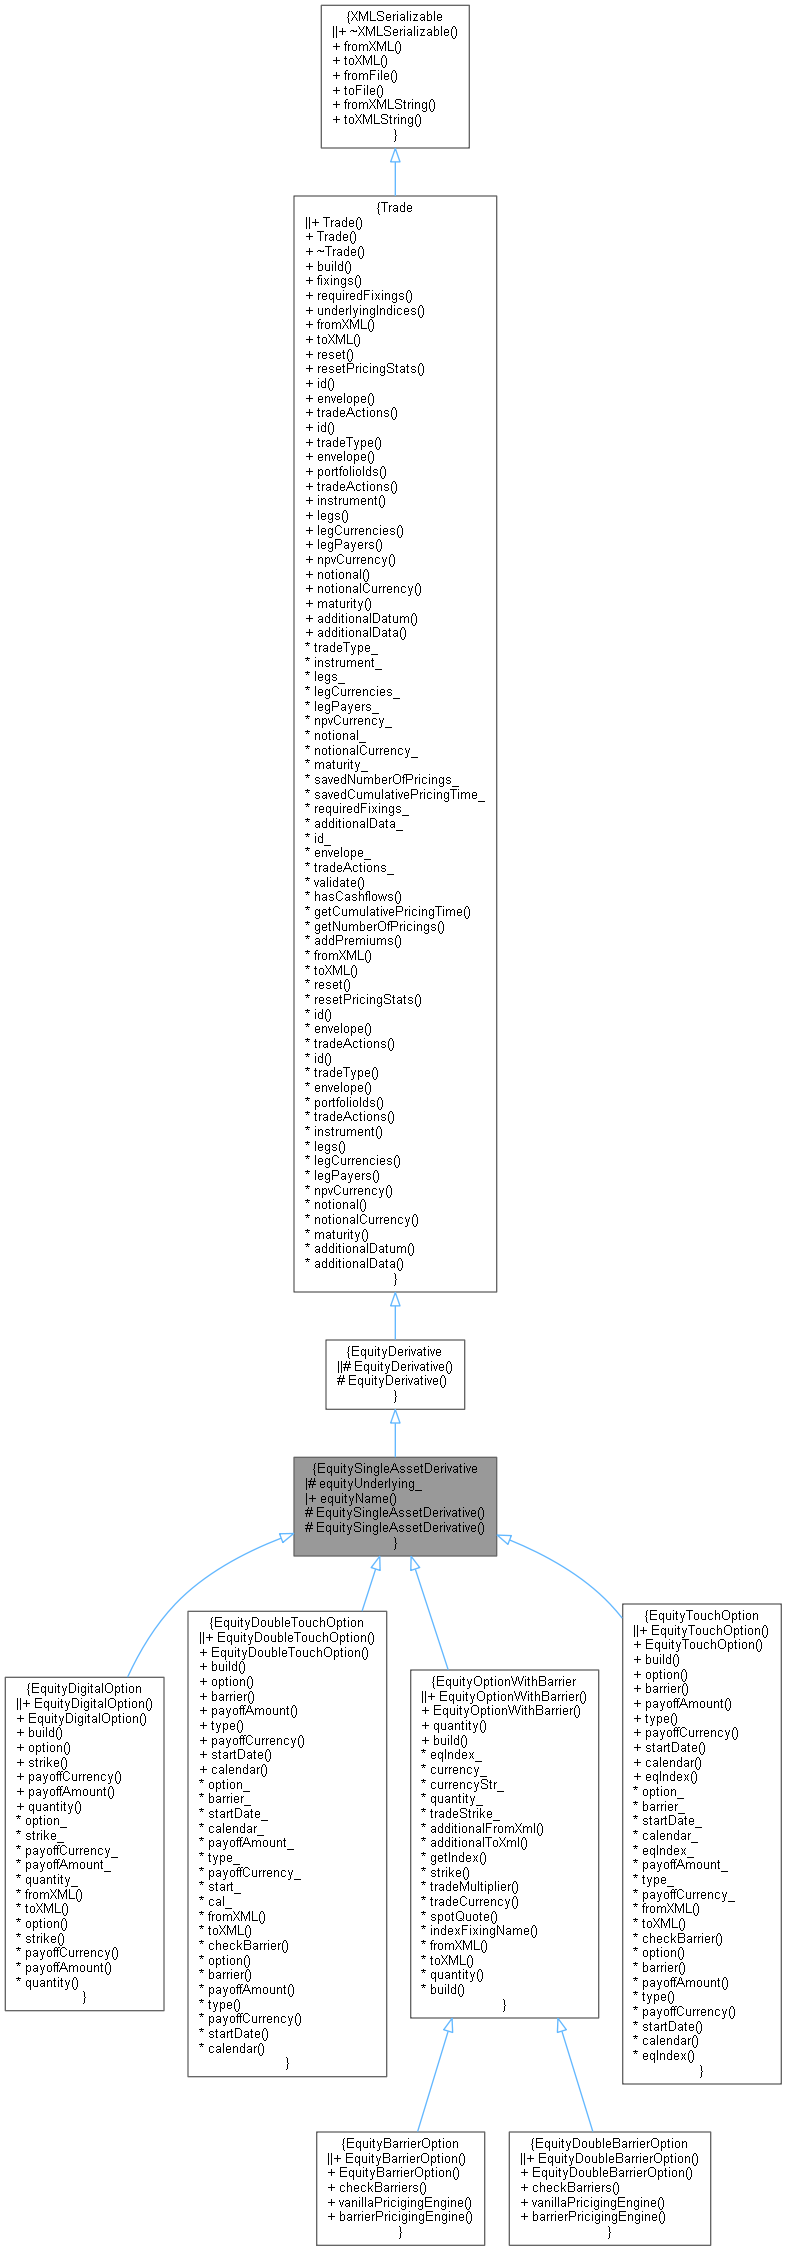 {XMLSerializable
||+ ~XMLSerializable()
+ fromXML()
+ toXML()
+ fromFile()
+ toFile()
+ fromXMLString()
+ toXMLString()
}
{Trade
||+ Trade()
+ Trade()
+ ~Trade()
+ build()
+ fixings()
+ requiredFixings()
+ underlyingIndices()
+ fromXML()
+ toXML()
+ reset()
+ resetPricingStats()
+ id()
+ envelope()
+ tradeActions()
+ id()
+ tradeType()
+ envelope()
+ portfolioIds()
+ tradeActions()
+ instrument()
+ legs()
+ legCurrencies()
+ legPayers()
+ npvCurrency()
+ notional()
+ notionalCurrency()
+ maturity()
+ additionalDatum()
+ additionalData()
* tradeType_
* instrument_
* legs_
* legCurrencies_
* legPayers_
* npvCurrency_
* notional_
* notionalCurrency_
* maturity_
* savedNumberOfPricings_
* savedCumulativePricingTime_
* requiredFixings_
* additionalData_
* id_
* envelope_
* tradeActions_
* validate()
* hasCashflows()
* getCumulativePricingTime()
* getNumberOfPricings()
* addPremiums()
* fromXML()
* toXML()
* reset()
* resetPricingStats()
* id()
* envelope()
* tradeActions()
* id()
* tradeType()
* envelope()
* portfolioIds()
* tradeActions()
* instrument()
* legs()
* legCurrencies()
* legPayers()
* npvCurrency()
* notional()
* notionalCurrency()
* maturity()
* additionalDatum()
* additionalData()
}
{EquityDerivative
||# EquityDerivative()
# EquityDerivative()
}
{EquitySingleAssetDerivative
|# equityUnderlying_
|+ equityName()
# EquitySingleAssetDerivative()
# EquitySingleAssetDerivative()
}
{EquityDigitalOption
||+ EquityDigitalOption()
+ EquityDigitalOption()
+ build()
+ option()
+ strike()
+ payoffCurrency()
+ payoffAmount()
+ quantity()
* option_
* strike_
* payoffCurrency_
* payoffAmount_
* quantity_
* fromXML()
* toXML()
* option()
* strike()
* payoffCurrency()
* payoffAmount()
* quantity()
}
{EquityDoubleTouchOption
||+ EquityDoubleTouchOption()
+ EquityDoubleTouchOption()
+ build()
+ option()
+ barrier()
+ payoffAmount()
+ type()
+ payoffCurrency()
+ startDate()
+ calendar()
* option_
* barrier_
* startDate_
* calendar_
* payoffAmount_
* type_
* payoffCurrency_
* start_
* cal_
* fromXML()
* toXML()
* checkBarrier()
* option()
* barrier()
* payoffAmount()
* type()
* payoffCurrency()
* startDate()
* calendar()
}
{EquityOptionWithBarrier
||+ EquityOptionWithBarrier()
+ EquityOptionWithBarrier()
+ quantity()
+ build()
* eqIndex_
* currency_
* currencyStr_
* quantity_
* tradeStrike_
* additionalFromXml()
* additionalToXml()
* getIndex()
* strike()
* tradeMultiplier()
* tradeCurrency()
* spotQuote()
* indexFixingName()
* fromXML()
* toXML()
* quantity()
* build()
}
{EquityTouchOption
||+ EquityTouchOption()
+ EquityTouchOption()
+ build()
+ option()
+ barrier()
+ payoffAmount()
+ type()
+ payoffCurrency()
+ startDate()
+ calendar()
+ eqIndex()
* option_
* barrier_
* startDate_
* calendar_
* eqIndex_
* payoffAmount_
* type_
* payoffCurrency_
* fromXML()
* toXML()
* checkBarrier()
* option()
* barrier()
* payoffAmount()
* type()
* payoffCurrency()
* startDate()
* calendar()
* eqIndex()
}
{EquityBarrierOption
||+ EquityBarrierOption()
+ EquityBarrierOption()
+ checkBarriers()
+ vanillaPricigingEngine()
+ barrierPricigingEngine()
}
{EquityDoubleBarrierOption
||+ EquityDoubleBarrierOption()
+ EquityDoubleBarrierOption()
+ checkBarriers()
+ vanillaPricigingEngine()
+ barrierPricigingEngine()
}